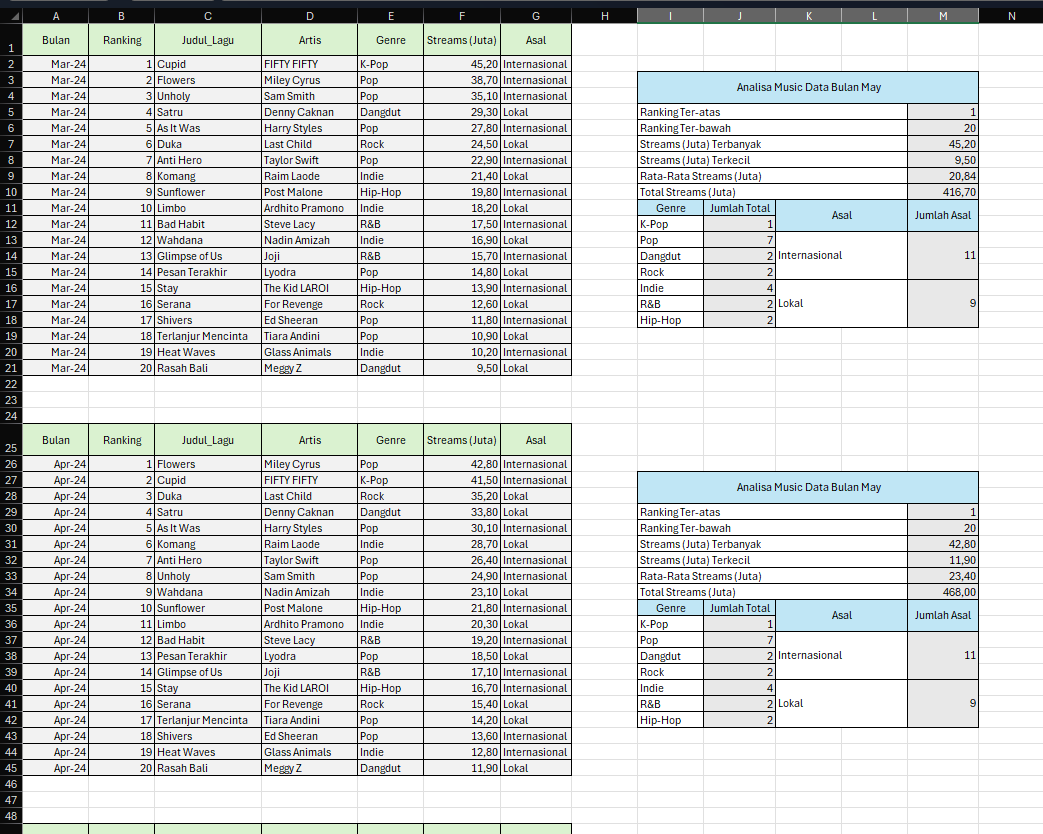 A B C D E F G H I J K L M N
1 Bulan Ranking Judul_Lagu Artis Genre Streams (Juta) Asal
2 Mar-24 1 Cupid FIFTY FIFTY K-Pop 45,20 Internasional
3 Mar-24 2 Flowers Miley Cyrus Pop 38,70 Internasional
4 Mar-24 3 Unholy Sam Smith Pop 35,10 Internasional
Analisa Music Data Bulan May
5 Mar-24 4 Satru Denny Caknan Dangdut 29,30 Lokal Ranking Ter-atas 1
6 Mar-24 5 As It Was Harry Styles Pop 27,80 Internasional Ranking Ter-bawah 20
7 Mar-24 6 Duka Last Child Rock 24,50 Lokal Streams (Juta) Terbanyak 45,20
8 Mar-24 7 Anti Hero Taylor Swift Pop 22,90 Internasional Streams (Juta) Terkecil 9,50
9 Mar-24 8 Komang Raim Laode Indie 21,40 Lokal Rata-Rata Streams (Juta) 20,84
10 Mar-24 9 Sunflower Post Malone Hip-Hop 19,80 Internasional Total Streams (Juta) 416,70
11 Mar-24 10 Limbo Ardhito Pramono Indie 18,20 Lokal Genre Jumlah Total Asal Jumlah Asal
12 Mar-24 11 Bad Habit Steve Lacy R&B 17,50 Internasional K-Pop 1
13 Mar-24 12 Wahdana Nadin Amizah Indie 16,90 Lokal Pop 7
14 Mar-24 13 Glimpse of Us Joji R&B 15,70 Internasional Dangdut 2 Internasional 11
15 Mar-24 14 Pesan Terakhir Lyodra Pop 14,80 Lokal Rock 2
16 Mar-24 15 Stay The Kid LAROI Hip-Hop 13,90 Internasional Indie 4
17 Mar-24 16 Serana For Revenge Rock 12,60 Lokal R&B 2 Lokal 9
18 Mar-24 17 Shivers Ed Sheeran Pop 11,80 Internasional Hip-Hop 2
19 Mar-24 18 Terlanjur Mencinta Tiara Andini Pop 10,90 Lokal
20 Mar-24 19 Heat Waves Glass Animals Indie 10,20 Internasional
21 Mar-24 20 Rasah Bali Meggy Z Dangdut 9,50 Lokal
22
23
24
25 Bulan Ranking Judul_Lagu Artis Genre Streams (Juta) Asal
26 Apr-24 1 Flowers Miley Cyrus Pop 42,80 Internasional
27 Apr-24 2 Cupid FIFTY FIFTY K-Pop 41,50 Internasional
28 Apr-24 3 Duka Last Child Rock 35,20 Lokal
Analisa Music Data Bulan May
29 Apr-24 4 Satru Denny Caknan Dangdut 33,80 Lokal Ranking Ter-atas 1
30 Apr-24 5 As It Was Harry Styles Pop 30,10 Internasional Ranking Ter-bawah 20
31 Apr-24 6 Komang Raim Laode Indie 28,70 Lokal Streams (Juta) Terbanyak 42,80
32 Apr-24 7 Anti Hero Taylor Swift Pop 26,40 Internasional Streams (Juta) Terkecil 11,90
33 Apr-24 8 Unholy Sam Smith Pop 24,90 Internasional Rata-Rata Streams (Juta) 23,40
34 Apr-24 9 Wahdana Nadin Amizah Indie 23,10 Lokal Total Streams (Juta) 468,00
35 Apr-24 10 Sunflower Post Malone Hip-Hop 21,80 Internasional Genre Jumlah Total Asal Jumlah Asal
36 Apr-24 11 Limbo Ardhito Pramono Indie 20,30 Lokal K-Pop 1
37 Apr-24 12 Bad Habit Steve Lacy R&B 19,20 Internasional Pop 7
38 Apr-24 13 Pesan Terakhir Lyodra Pop 18,50 Lokal Dangdut 2 Internasional 11
39 Apr-24 14 Glimpse of Us Joji R&B 17,10 Internasional Rock 2
40 Apr-24 15 Stay The Kid LAROI Hip-Hop 16,70 Internasional Indie 4
41 Apr-24 16 Serana For Revenge Rock 15,40 Lokal R&B 2 Lokal 9
42 Apr-24 17 Terlanjur Mencinta Tiara Andini Pop 14,20 Lokal Hip-Hop 2
43 Apr-24 18 Shivers Ed Sheeran Pop 13,60 Internasional
44 Apr-24 19 Heat Waves Glass Animals Indie 12,80 Internasional
45 Apr-24 20 Rasah Bali Meggy Z Dangdut 11,90 Lokal
46
47
48